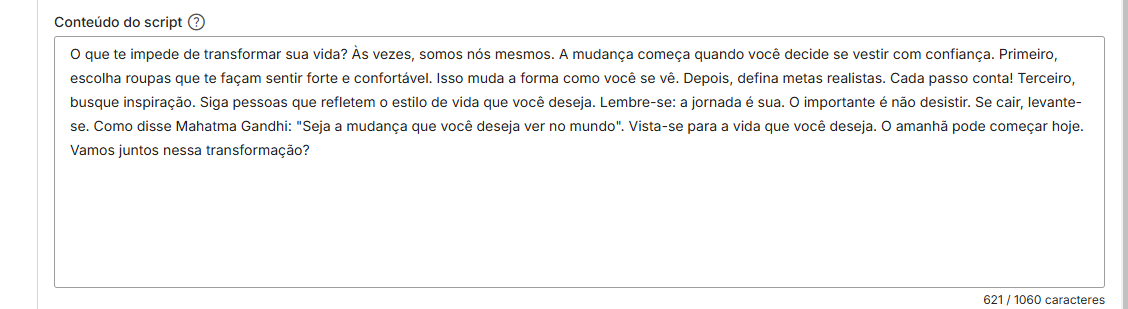 Conteúdo do script ?
O que te impede de transformar sua vida? Às vezes, somos nós mesmos. A mudança começa quando você decide se vestir com confiança. Primeiro,
escolha roupas que te façam sentir forte e confortável. Isso muda a forma como você se vê. Depois, defina metas realistas. Cada passo conta! Terceiro,
busque inspiração. Siga pessoas que refletem o estilo de vida que você deseja. Lembre-se: a jornada é sua. O importante é não desistir. Se cair, levante-
se. Como disse Mahatma Gandhi: "Seja a mudança que você deseja ver no mundo". Vista-se para a vida que você deseja. O amanhã pode começar hoje.
Vamos juntos nessa transformação?
621 / 1060 caracteres